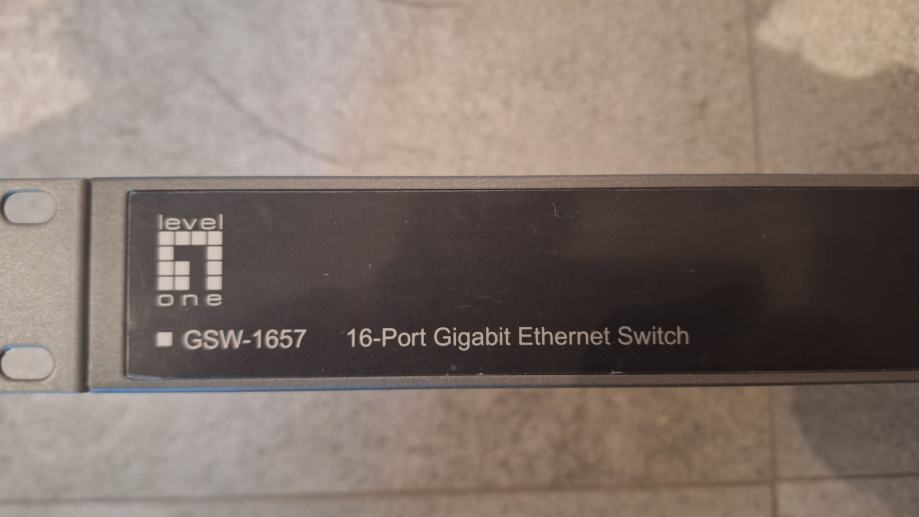 level
one
GSW-1657 16-Port Gigabit Ethernet Switch